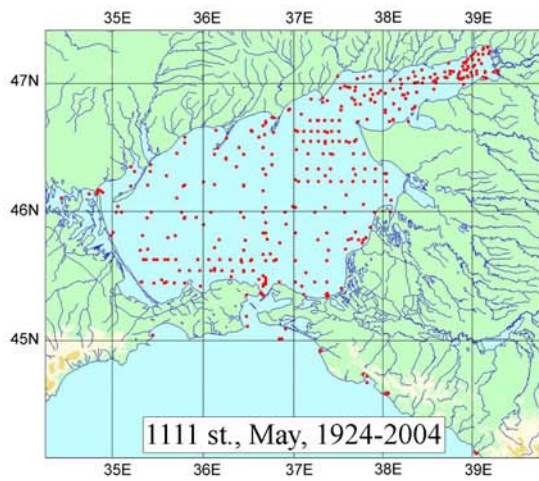 35E 36E 37E 38E 39E
47N
46N
45N
1111 st., May, 1924-2004
35E 36E 37E 38E 39E